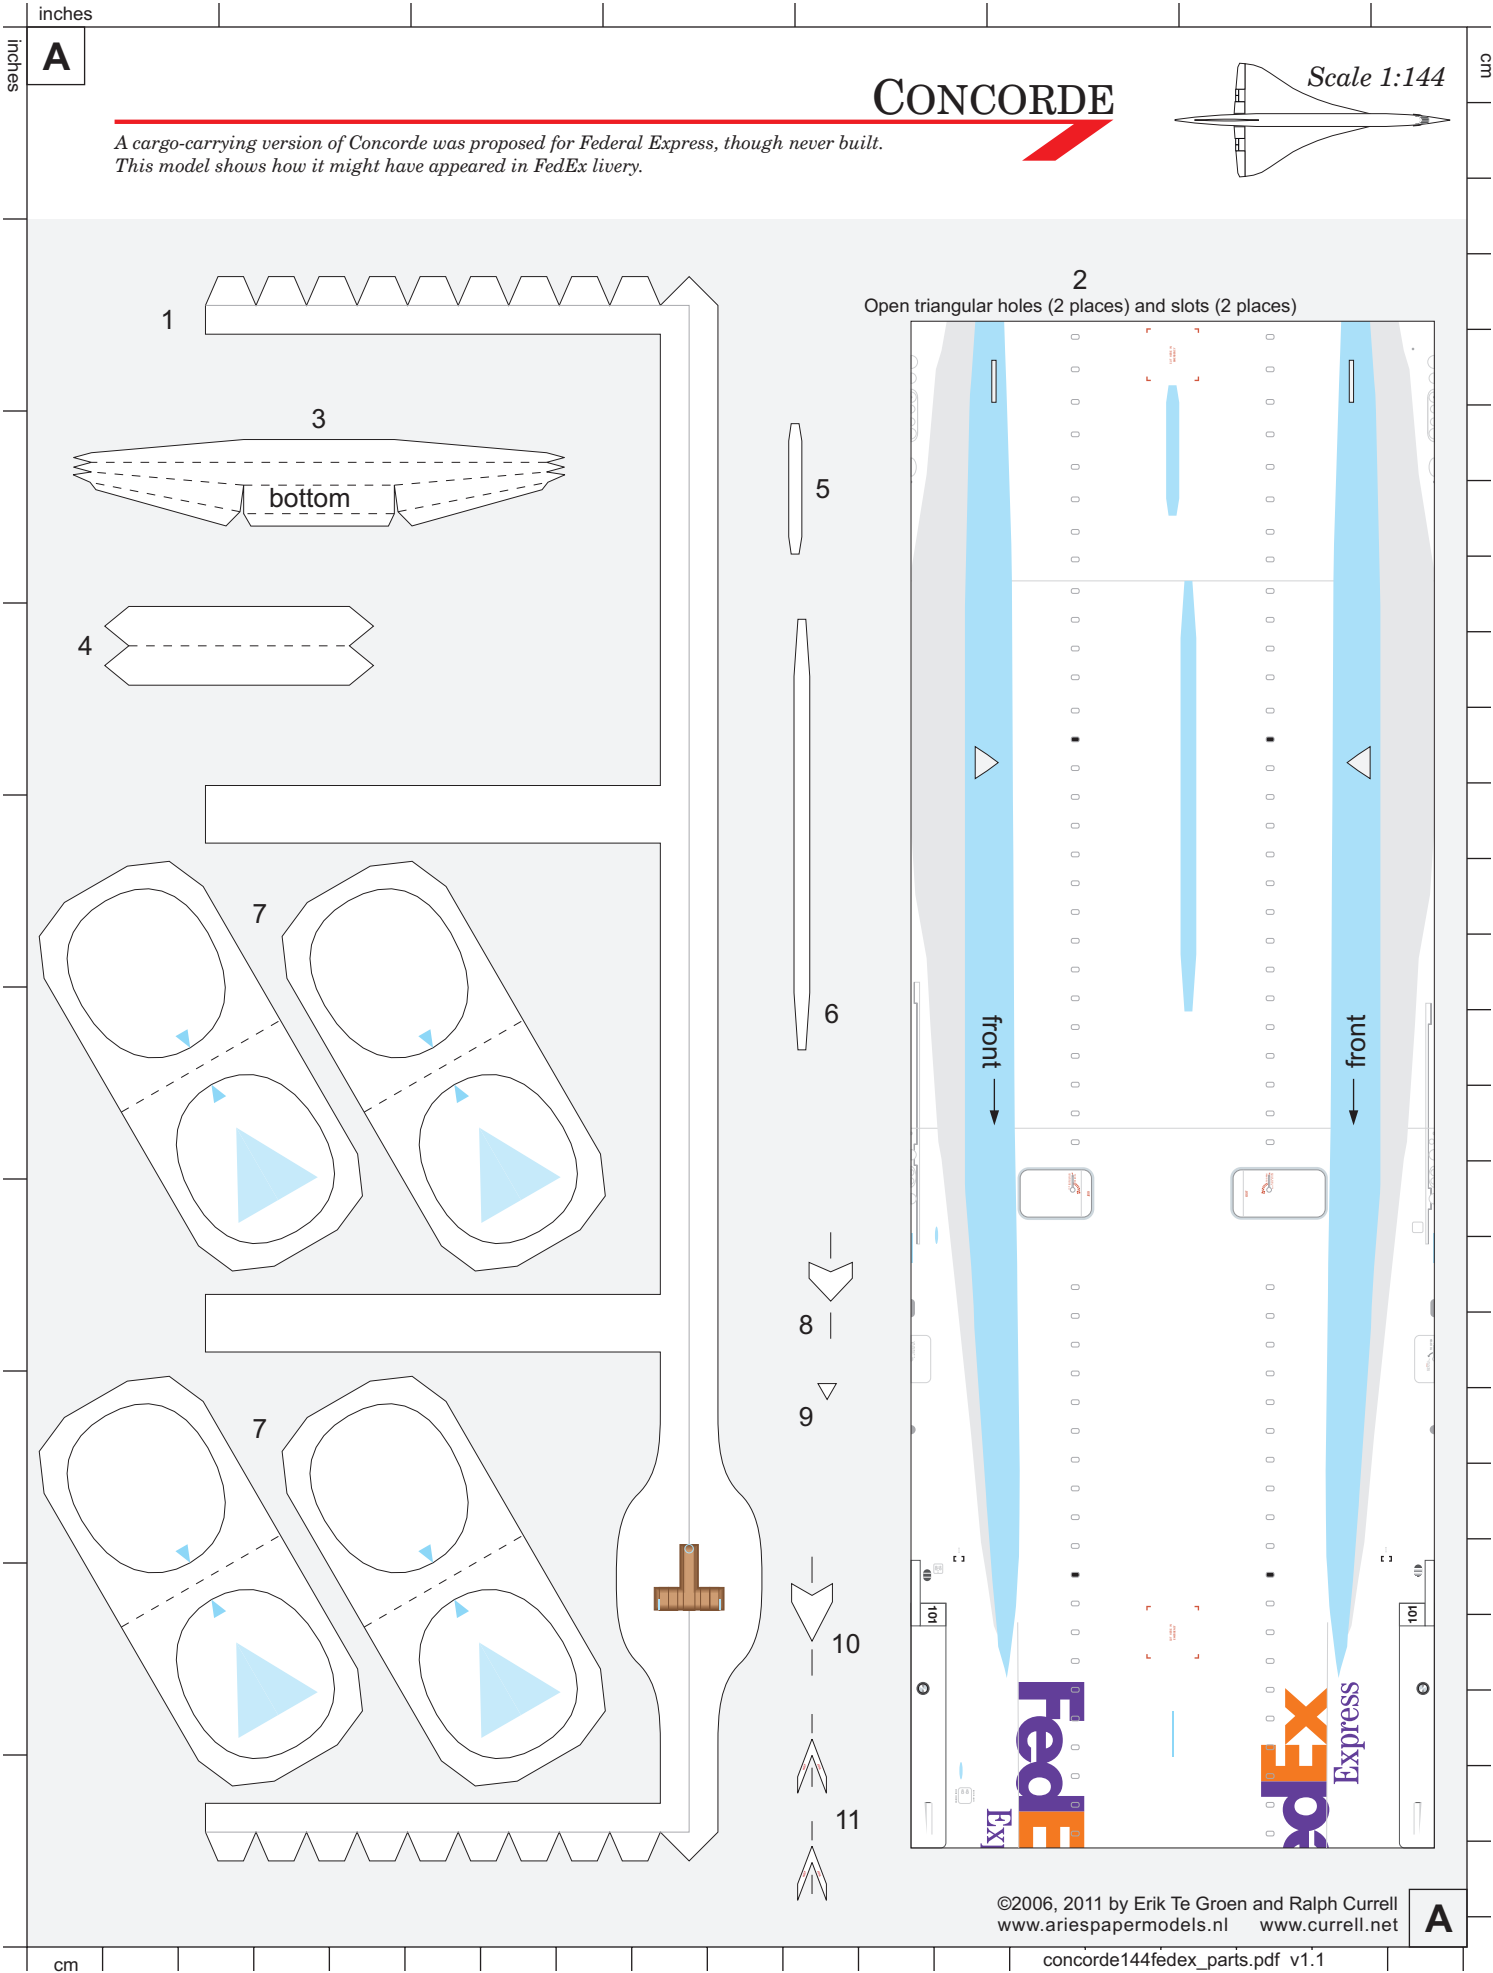 inches
inches
A
CONCORDE
Scale 1:144
cm
A cargo-carrying version of Concorde was proposed for Federal Express, though never built.
This model shows how it might have appeared in FedEx livery.
1
2
Open triangular holes (2 places) and slots (2 places)
3
bottom
4
5
6
7
front
front
8
9
7
10
11
101
101
FedE
Exp
FedEx
Express
©2006, 2011 by Erik Te Groen and Ralph Currell
www.ariespapermodels.nl www.currell.net
A
cm
concorde144fedex_parts.pdf v1.1